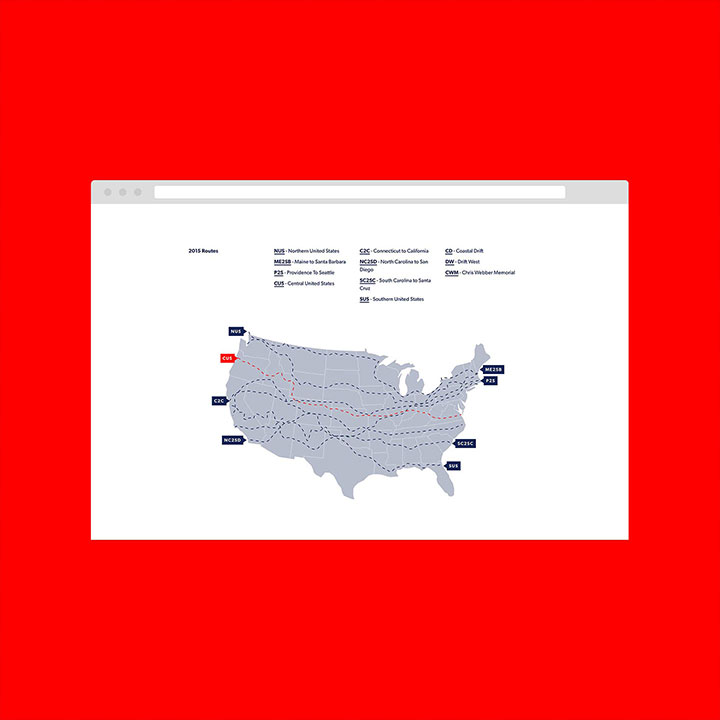 2015 Routes
NUS - Northern United States
ME2SB - Maine to Santa Barbara
P2S - Providence To Seattle
CUS - Central United States
C2C - Connecticut to California
NC2SD - North Carolina to San
Diego
SC2SC - South Carolina to Santa
Cruz
SUS - Southern United States
CD - Coastal Drift
DW - Drift West
CWM - Chris Webber Memorial
NUS
CUS
C2C
NC2SD
ME2SB
P2S
SC2SC
SUS